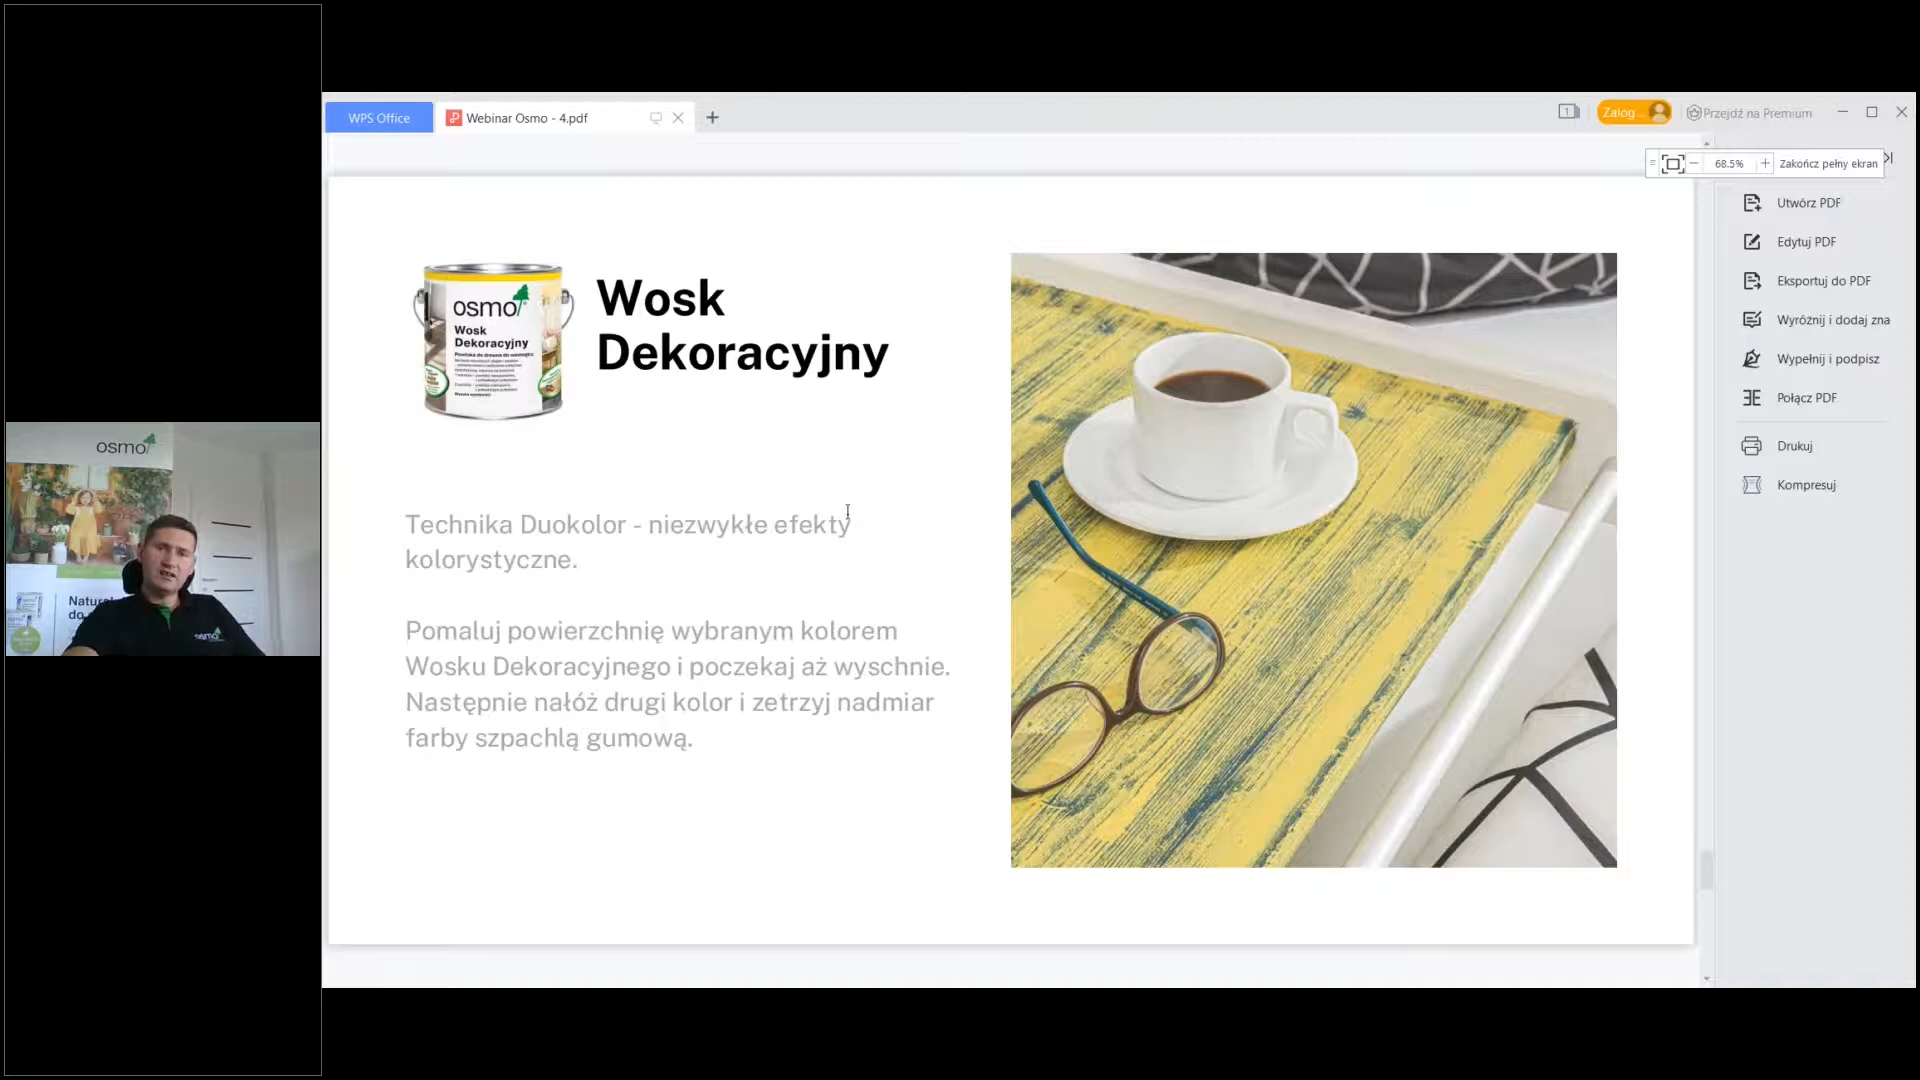 WPS Office
Webinar Osmo - 4.pdf
Zalog...
Przejdź na Premium
68.5%
Zakończ pełny ekran
Utwórz PDF
Edytuj PDF
Eksportuj do PDF
Wyróżnij i dodaj zna
Wypełnij i podpisz
Połącz PDF
Drukuj
Kompresuj
osmo
Wosk
Dekoracyjny
Wosk
Dekoracyjny
Technika Duokolor - niezwykłe efekty
kolorystyczne.
Pomaluj powierzchnię wybranym kolorem
Wosku Dekoracyjnego i poczekaj aż wyschnie.
Następnie nałóż drugi kolor i zetrzyj nadmiar
farby szpachlą gumową.
osmo
osmo